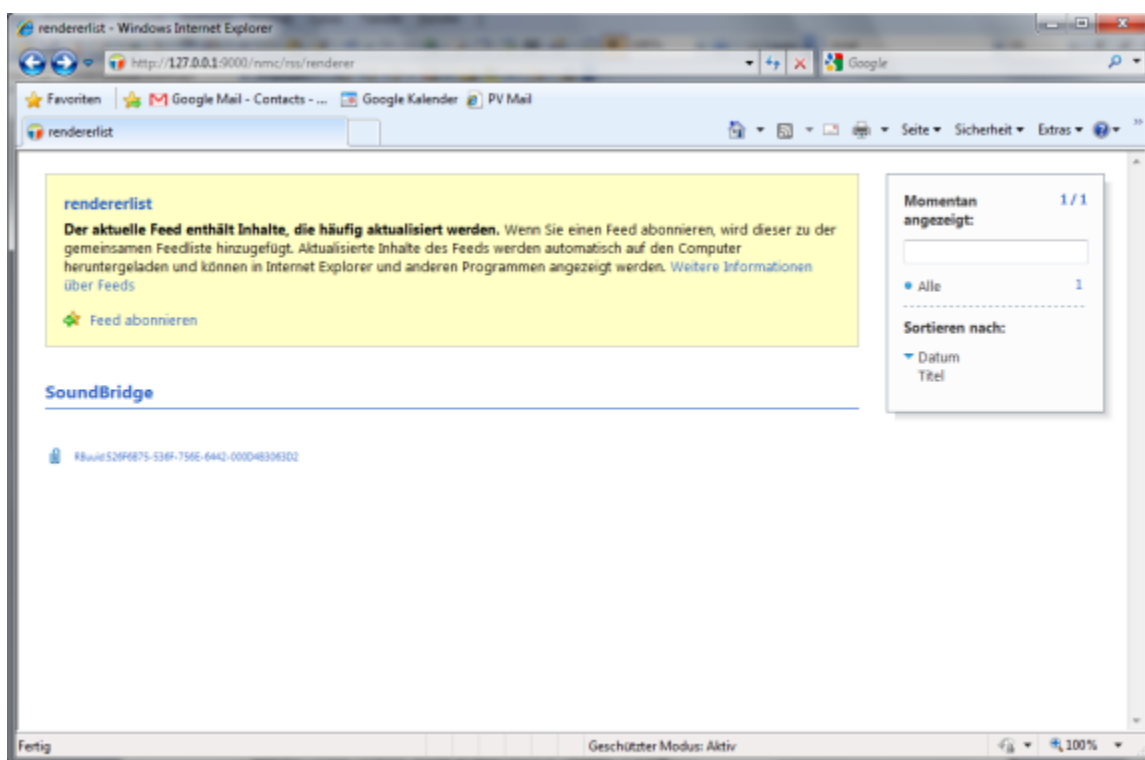 rendererlist - Windows Internet Explorer
http://127.0.0.1:9000/nmc/rss/renderer
Google
Favoriten Google Mail - Contacts - ... Google Kalender PV Mail
rendererlist
Seite Sicherheit Extras
rendererlist
Der aktuelle Feed enthält Inhalte, die häufig aktualisiert werden. Wenn Sie einen Feed abonnieren, wird dieser zu der
gemeinsamen Feedliste hinzugefügt. Aktualisierte Inhalte des Feeds werden automatisch auf den Computer
heruntergeladen und können in Internet Explorer und anderen Programmen angezeigt werden. Weitere Informationen
über Feeds
Feed abonnieren
Momentan 1 / 1
angezeigt:
Alle 1
Sortieren nach:
Datum
Titel
SoundBridge
Fertig
Geschützter Modus: Aktiv
100%